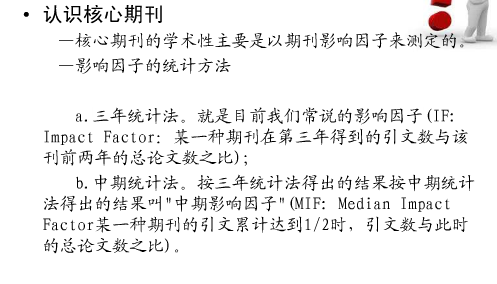 • 认识核心期刊
—核心期刊的学术性主要是以期刊影响因子来测定的。
—影响因子的统计方法
a.三年统计法。就是目前我们常说的影响因子(IF:
Impact Factor: 某一种期刊在第三年得到的引文数与该
刊前两年的总论文数之比);
b.中期统计法。按三年统计法得出的结果按中期统计
法得出的结果叫"中期影响因子"(MIF: Median Impact
Factor某一种期刊的引文累计达到1/2时，引文数与此时
的总论文数之比)。